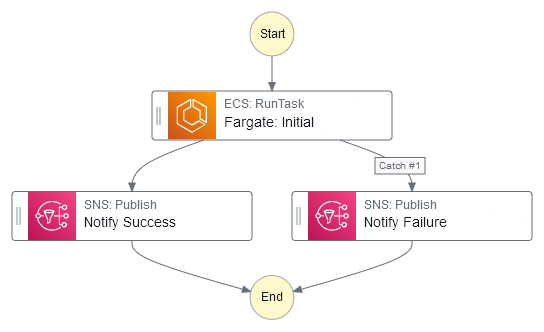 Start
ECS: RunTask
Fargate: Initial
Catch #1
SNS: Publish
Notify Success
SNS: Publish
Notify Failure
End